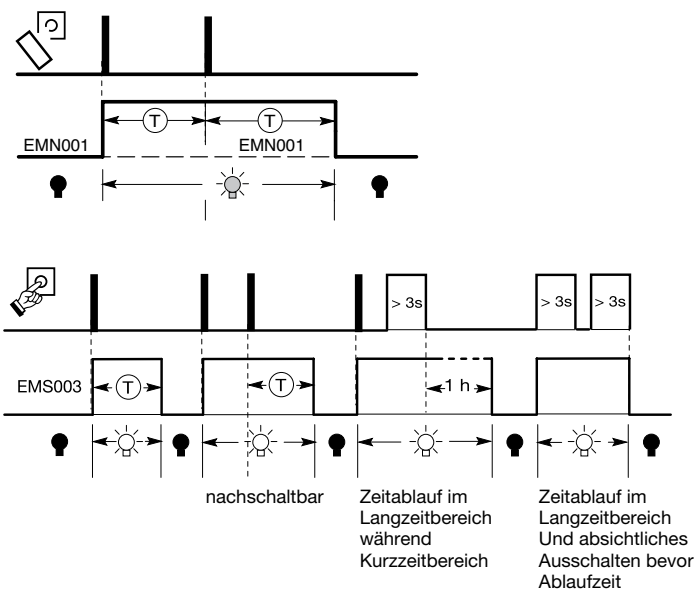 T T
EMN001 EMN001
> 3s > 3s > 3s
EMS003 T T 1 h
nachschaltbar
Zeitablauf im
Langzeitbereich
während
Kurzzeitbereich
Zeitablauf im
Langzeitbereich
Und absichtliches
Ausschalten bevor
Ablaufzeit